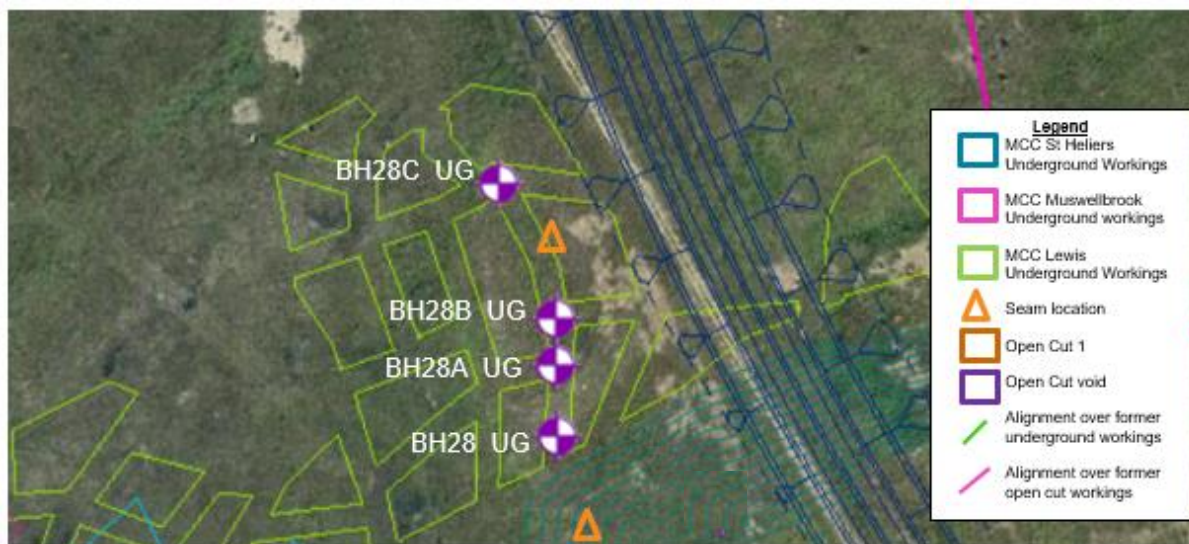 BH28C UG
BH28B UG
BH28A UG
BH28 UG
Legend
MCC St Heliers
Underground Workings
MCC Muswellbrook
Underground workings
MCC Lewis
Underground Workings
Seam location
Open Cut 1
Open Cut void
Alignment over former
underground workings
Alignment over former
open cut workings